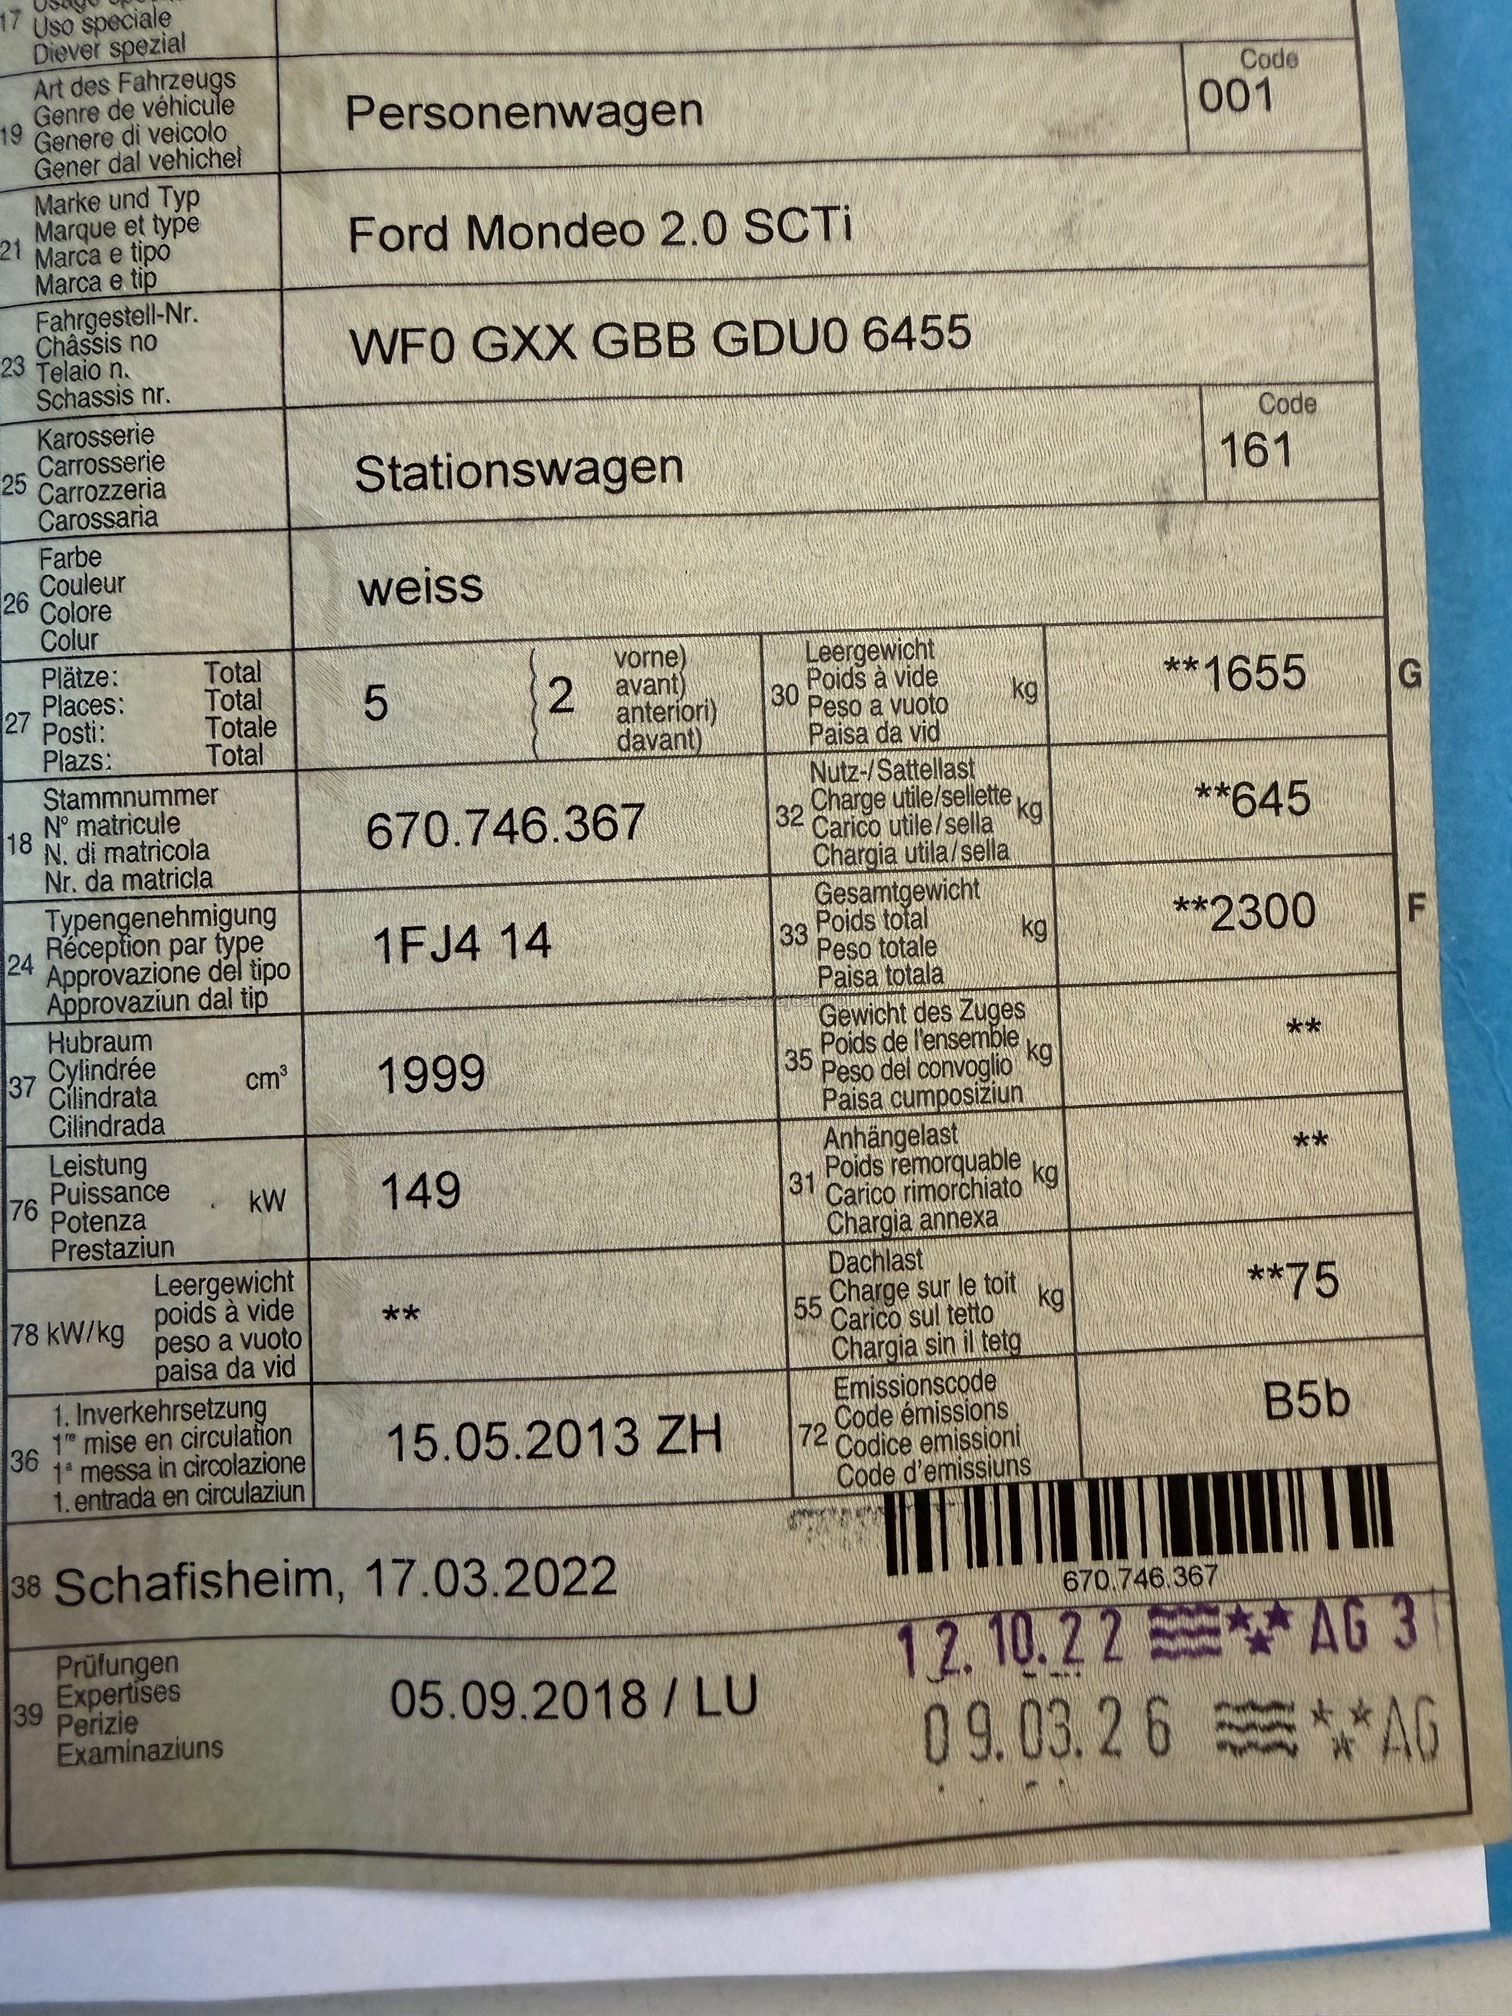 17 Uso speciale
Diever spezial
19 Art des Fahrzeugs
Genre de véhicule
Genere di veicolo
Gener dal vehichel
Personenwagen
Code
001
21 Marke und Typ
Marque et type
Marca e tipo
Marca e tip
Ford Mondeo 2.0 SCTi
23 Fahrgestell-Nr.
Châssis no
Telaio n.
Schassis nr.
WF0 GXX GBB GDU0 6455
25 Karosserie
Carrosserie
Carrozzeria
Carossaria
Stationswagen
Code
161
26 Farbe
Couleur
Colore
Colur
weiss
27 Plätze: Total
Places: Total
Posti: Totale
Plazs: Total
5 2
vorne)
avant)
anteriori)
davant)
30 Leergewicht
Poids à vide
Peso a vuoto
Paisa da vid
kg
**1655
G
18 Stammnummer
N° matricule
N. di matricola
Nr. da matricla
670.746.367
32 Nutz-/Sattellast
Charge utile/sellette
Carico utile/sella
Chargia utila/sella
kg
**645
24 Typengenehmigung
Réception par type
Approvazione del tipo
Approvaziun dal tip
1FJ4 14
33 Gesamtgewicht
Poids total
Peso totale
Paisa totala
kg
**2300
F
37 Hubraum
Cylindrée
Cilindrata
Cilindrada
cm³
1999
35 Gewicht des Zuges
Poids de l'ensemble
Peso del convoglio
Paisa cumposiziun
kg
**
76 Leistung
Puissance
Potenza
Prestaziun
kW
149
31 Anhängelast
Poids remorquable
Carico rimorchiato
Chargia annexa
kg
**
78 kW/kg
Leergewicht
poids à vide
peso a vuoto
paisa da vid
**
55 Dachlast
Charge sur le toit
Carico sul tetto
Chargia sin il tetg
kg
**75
36 1. Inverkehrsetzung
1re mise en circulation
1a messa in circolazione
1. entrada en circulaziun
15.05.2013 ZH
72 Emissionscode
Code émissions
Codice emissioni
Code d'emissiuns
B5b
38 Schafisheim, 17.03.2022
670.746.367
39 Prüfungen
Expertises
Perizie
Examinaziuns
05.09.2018 / LU
12.10.22 AG 3
09.03.26 AG